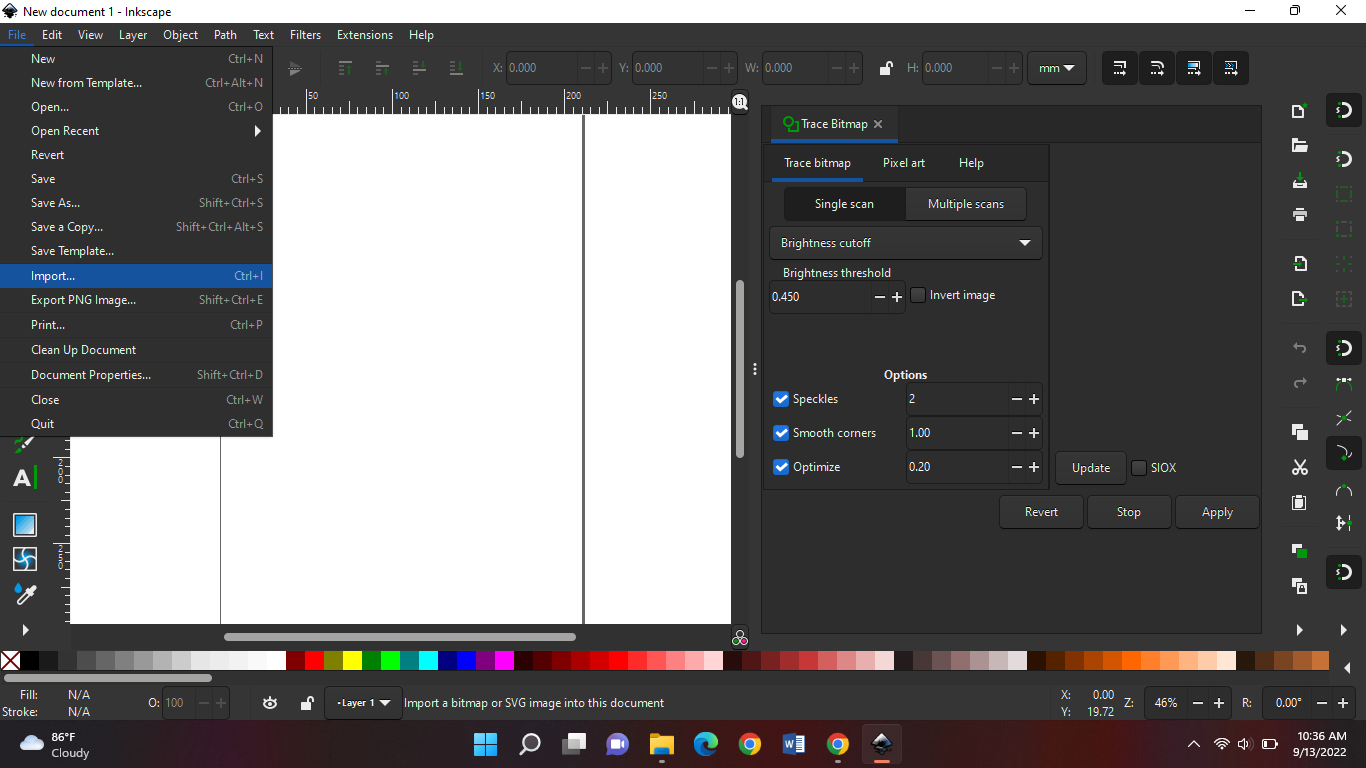 New document 1 - Inkscape
File Edit View Layer Object Path Text Filters Extensions Help
New Ctrl+N
New from Template... Ctrl+Alt+N
Open... Ctrl+O
Open Recent
Revert
Save Ctrl+S
Save As... Shift+Ctrl+S
Save a Copy... Shift+Ctrl+Alt+S
Save Template...
Import... Ctrl+I
Export PNG Image... Shift+Ctrl+E
Print... Ctrl+P
Clean Up Document
Document Properties... Shift+Ctrl+D
Close Ctrl+W
Quit Ctrl+Q
X: 0.000 Y: 0.000 W: 0.000 H: 0.000 mm
50 100 150 200 250
1:1
200
250
A
Trace Bitmap
Trace bitmap Pixel art Help
Single scan Multiple scans
Brightness cutoff
Brightness threshold
0.450 Invert image
Options
Speckles 2
Smooth corners 1.00
Optimize 0.20
Update SIOX
Revert Stop Apply
Fill: N/A
Stroke: N/A
O: 100
-Layer 1
Import a bitmap or SVG image into this document
X: 0.00
Y: 19.72
Z: 46% R: 0.00°
86°F
Cloudy
W
10:36 AM
9/13/2022